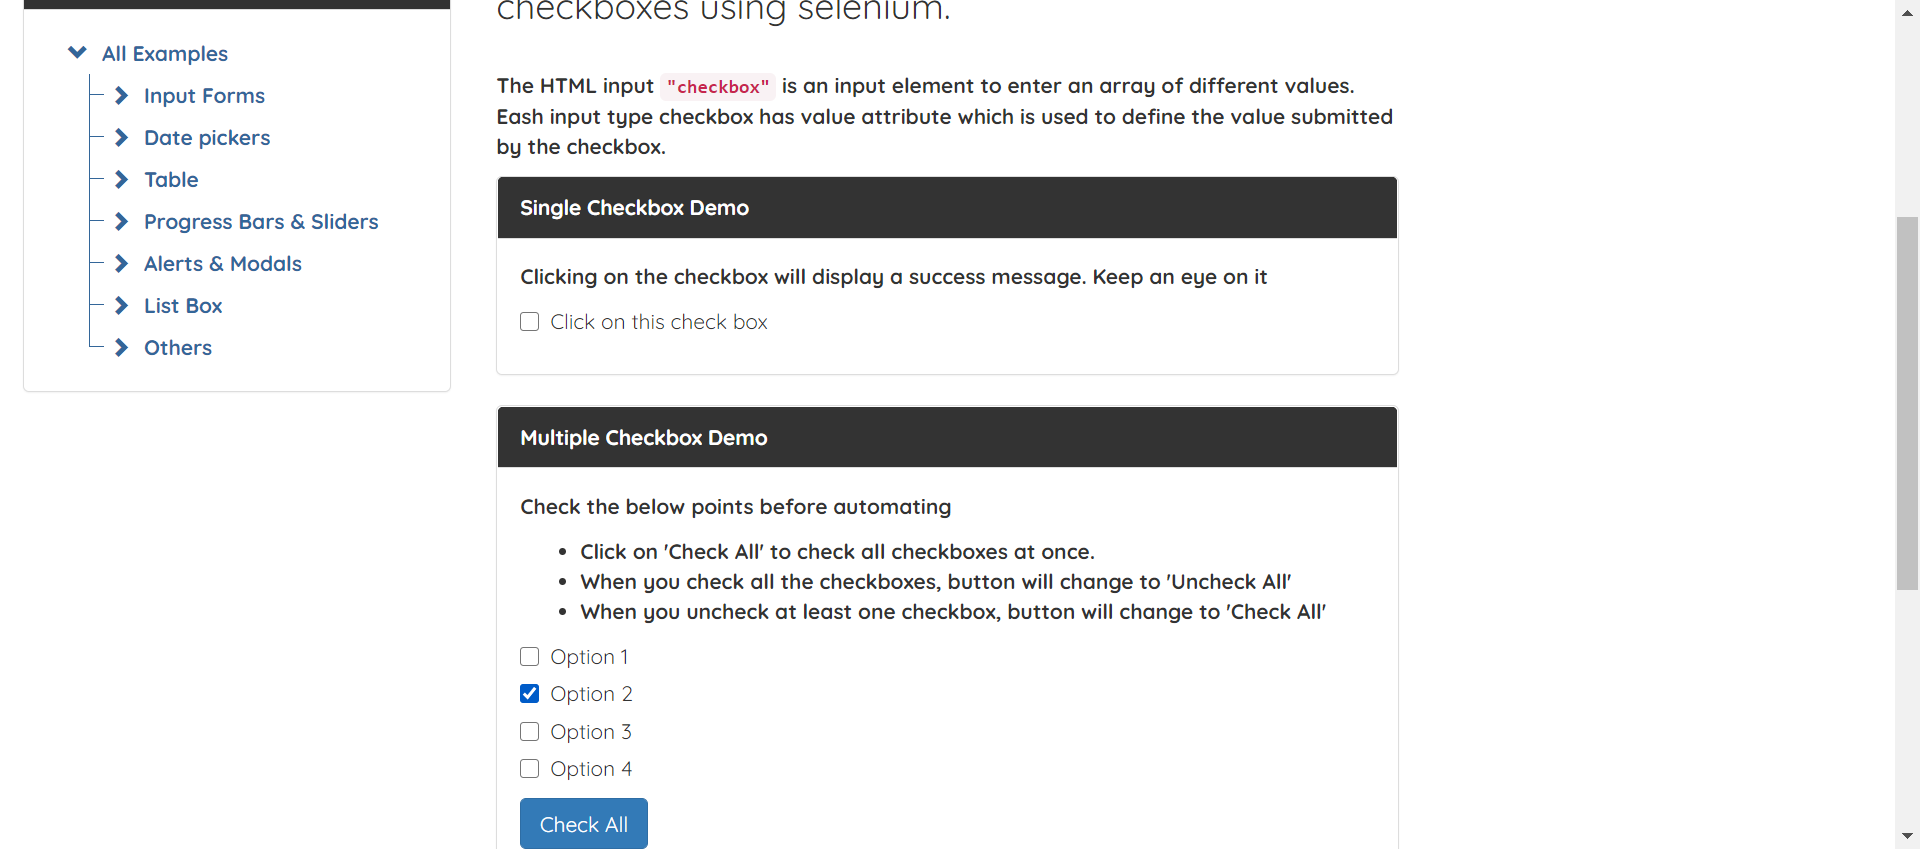 checkboxes using selenium.
All Examples
Input Forms
Date pickers
Table
Progress Bars & Sliders
Alerts & Modals
List Box
Others
The HTML input "checkbox" is an input element to enter an array of different values.
Eash input type checkbox has value attribute which is used to define the value submitted
by the checkbox.
Single Checkbox Demo
Clicking on the checkbox will display a success message. Keep an eye on it
Click on this check box
Multiple Checkbox Demo
Check the below points before automating
Click on 'Check All' to check all checkboxes at once.
When you check all the checkboxes, button will change to 'Uncheck All'
When you uncheck at least one checkbox, button will change to 'Check All'
Option 1
Option 2
Option 3
Option 4
Check All